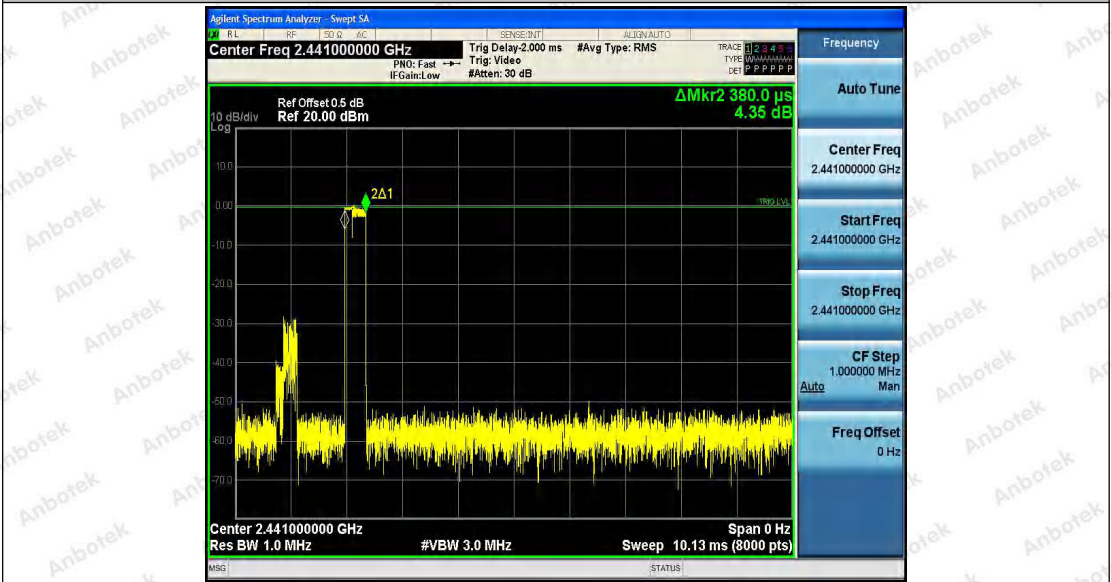 Agilent Spectrum Analyzer - Swept SA
RL RF 50 Ω AC SENSE:INT ALIGN AUTO
Center Freq 2.441000000 GHz
PNO: Fast
IFGain:Low
Trig Delay-2.000 ms
Trig: Video
#Atten: 30 dB
#Avg Type: RMS
TRACE 1 2 3 4 5 6
TYPE
DET P P P P P P
ΔMkr2 380.0 µs
4.35 dB
Ref Offset 0.5 dB
10 dB/div Ref 20.00 dBm
Log
10.0
0.00
-10.0
-20.0
-30.0
-40.0
-50.0
-60.0
-70.0
2Δ1
TRIG LVL
Center 2.441000000 GHz Span 0 Hz
Res BW 1.0 MHz #VBW 3.0 MHz Sweep 10.13 ms (8000 pts)
MSG STATUS
Frequency
Auto Tune
Center Freq
2.441000000 GHz
Start Freq
2.441000000 GHz
Stop Freq
2.441000000 GHz
CF Step
1.000000 MHz
Auto Man
Freq Offset
0 Hz
Anbotek